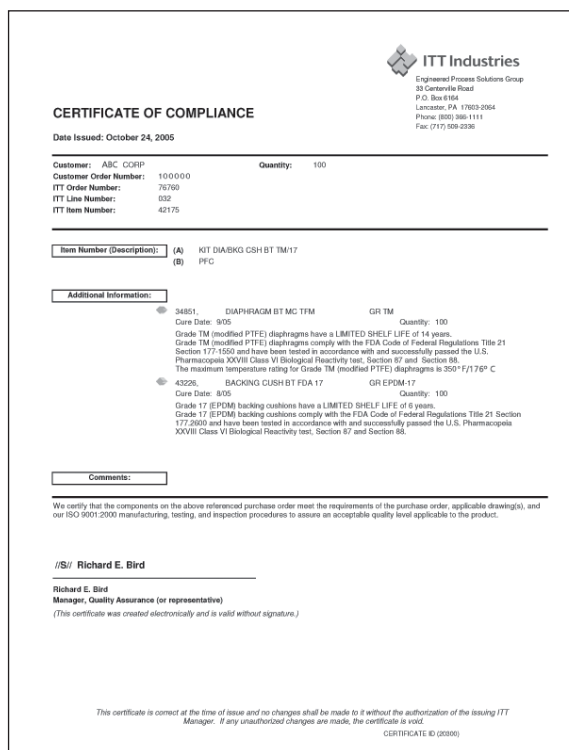 ITT Industries
Engineered Process Solutions Group
33 Centerville Road
P.O. Box 6164
Lancaster, PA 17603-2064
Phone: (800) 366-1111
Fax: (717) 509-2336
CERTIFICATE OF COMPLIANCE
Date Issued: October 24, 2005
Customer: ABC CORP Quantity: 100
Customer Order Number: 100000
ITT Order Number: 76760
ITT Line Number: 032
ITT Item Number: 42175
Item Number (Description): (A) KIT DIA/BKG CSH BT TM/17
(B) PFC
Additional Information:
34851, DIAPHRAGM BT MC TFM GR TM
Cure Date: 9/05 Quantity: 100
Grade TM (modified PTFE) diaphragms have a LIMITED SHELF LIFE of 14 years.
Grade TM (modified PTFE) diaphragms comply with the FDA Code of Federal Regulations Title 21
Section 177-1550 and have been tested in accordance with and successfully passed the U.S.
Pharmacopeia XXVIII Class VI Biological Reactivity test, Section 87 and Section 88.
The maximum temperature rating for Grade TM (modified PTFE) diaphragms is 350°F/176° C
43226, BACKING CUSH BT FDA 17 GR EPDM-17
Cure Date: 8/05 Quantity: 100
Grade 17 (EPDM) backing cushions have a LIMITED SHELF LIFE of 6 years.
Grade 17 (EPDM) backing cushions comply with the FDA Code of Federal Regulations Title 21 Section
177.2600 and have been tested in accordance with and successfully passed the U.S. Pharmacopeia
XXVIII Class VI Biological Reactivity test, Section 87 and Section 88.
Comments:
We certify that the components on the above referenced purchase order meet the requirements of the purchase order, applicable drawing(s), and
our ISO 9001:2000 manufacturing, testing, and inspection procedures to assure an acceptable quality level applicable to the product.
//S// Richard E. Bird
Richard E. Bird
Manager, Quality Assurance (or representative)
(This certificate was created electronically and is valid without signature.)
This certificate is correct at the time of issue and no changes shall be made to it without the authorization of the issuing ITT
Manager. If any unauthorized changes are made, the certificate is void.
CERTIFICATE ID (20300)